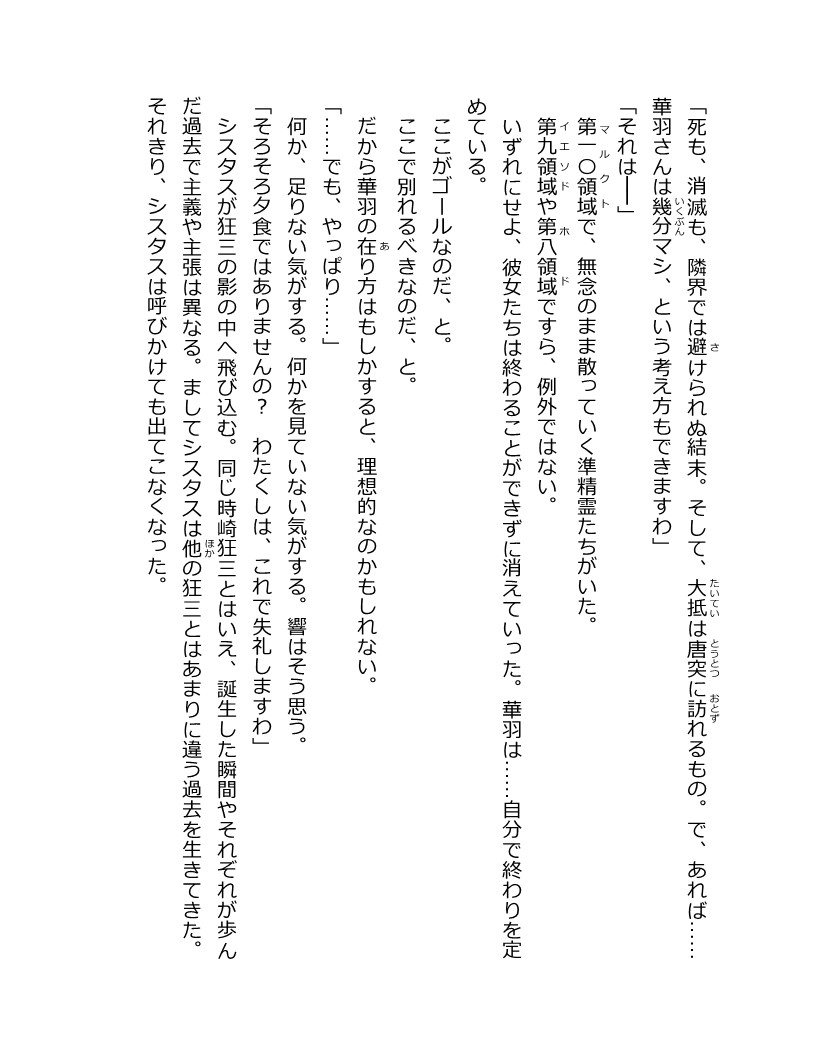 「死も、消滅も、隣界では避けられぬ結末。そして、大抵は唐突に訪れるもの。で、あれば……
華羽さんは幾分マシ、という考え方もできますわ」
「それは――」
第一〇領域で、無念のまま散っていく準精霊たちがいた。
第九領域や第八領域ですら、例外ではない。
いずれにせよ、彼女たちは終わることができずに消えていった。華羽は……自分で終わりを定
めている。
ここがゴールなのだ、と。
ここで別れるべきなのだ、と。
だから華羽の在り方はもしかすると、理想的なのかもしれない。
「……でも、やっぱり……」
何か、足りない気がする。何かを見ていない気がする。響はそう思う。
「そろそろ夕食ではありませんの？　わたくしは、これで失礼しますわ」
シスタスが狂三の影の中へ飛び込む。同じ時崎狂三とはいえ、誕生した瞬間やそれぞれが歩ん
だ過去で主義や主張は異なる。ましてシスタスは他の狂三とはあまりに違う過去を生きてきた。
それきり、シスタスは呼びかけても出てこなくなった。